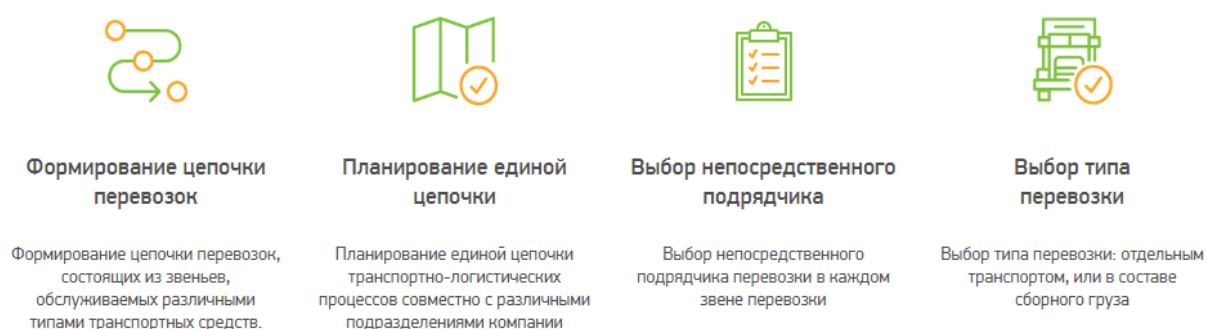 Формирование цепочки
перевозок
Формирование цепочки перевозок,
состоящих из звеньев,
обслуживаемых различными
типами транспортных средств.
Планирование единой
цепочки
Планирование единой цепочки
транспортно-логистических
процессов совместно с различными
подразделениями компании
Выбор непосредственного
подрядчика
Выбор непосредственного
подрядчика перевозки в каждом
звене перевозки
Выбор типа
перевозки
Выбор типа перевозки: отдельным
транспортом, или в составе
сборного груза